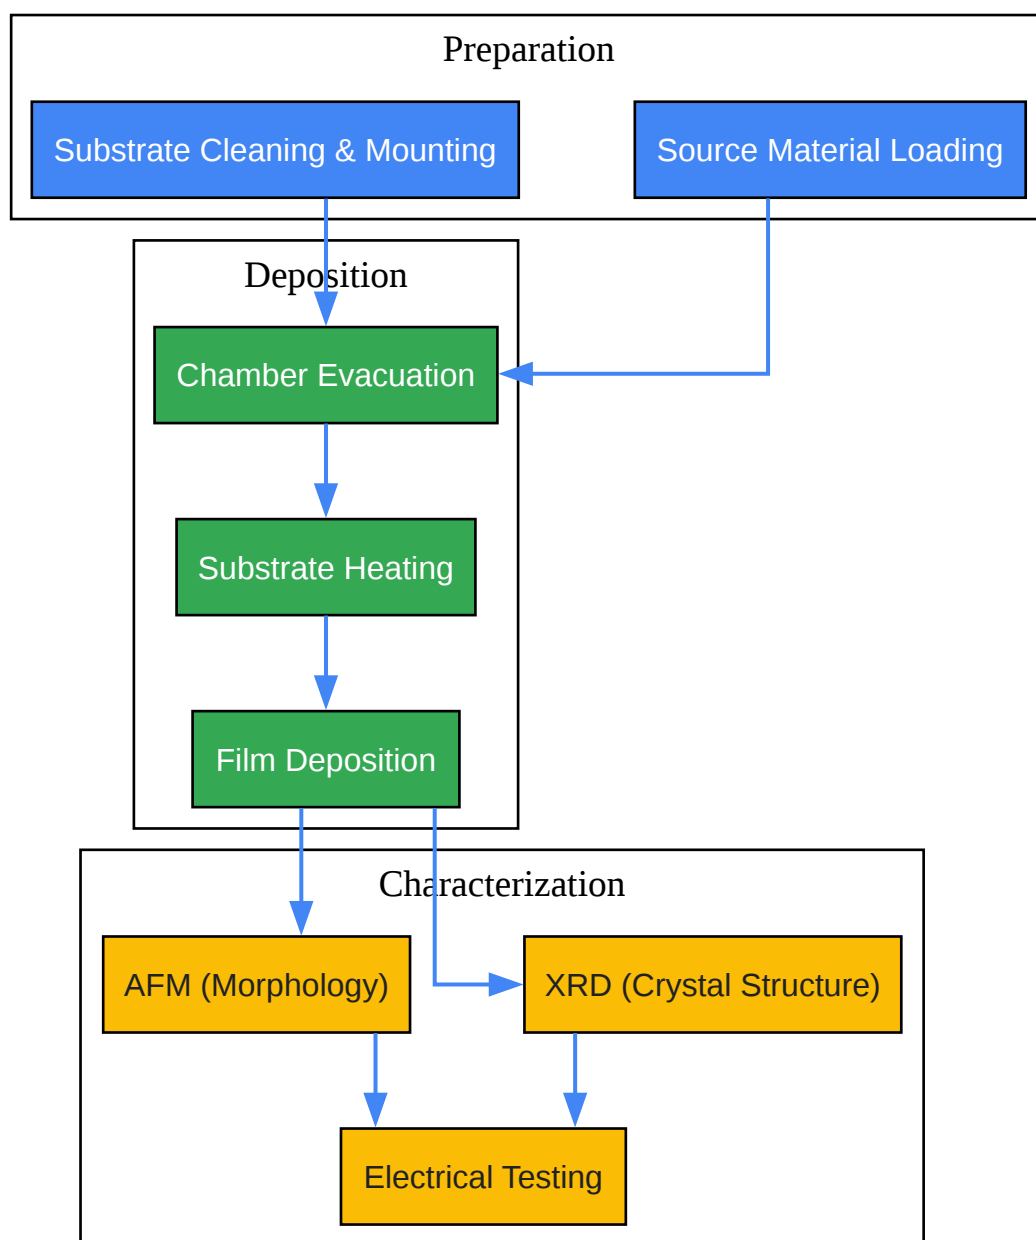 Preparation
Substrate Cleaning & Mounting
Source Material Loading
Deposition
Chamber Evacuation
Substrate Heating
Film Deposition
Characterization
AFM (Morphology)
XRD (Crystal Structure)
Electrical Testing